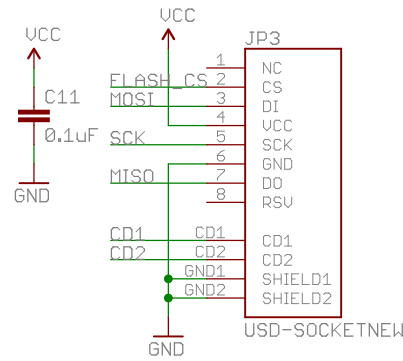 VCC
VCC
JP3
C11
0.1uF
GND
1 NC
FLASH_CS 2 CS
MOSI 3 DI
4 VCC
SCK 5 SCK
6 GND
MISO 7 DO
8 RSV
CD1 CD1 CD1
CD2 CD2 CD2
GND1 SHIELD1
GND2 SHIELD2
USD-SOCKETNEW
GND